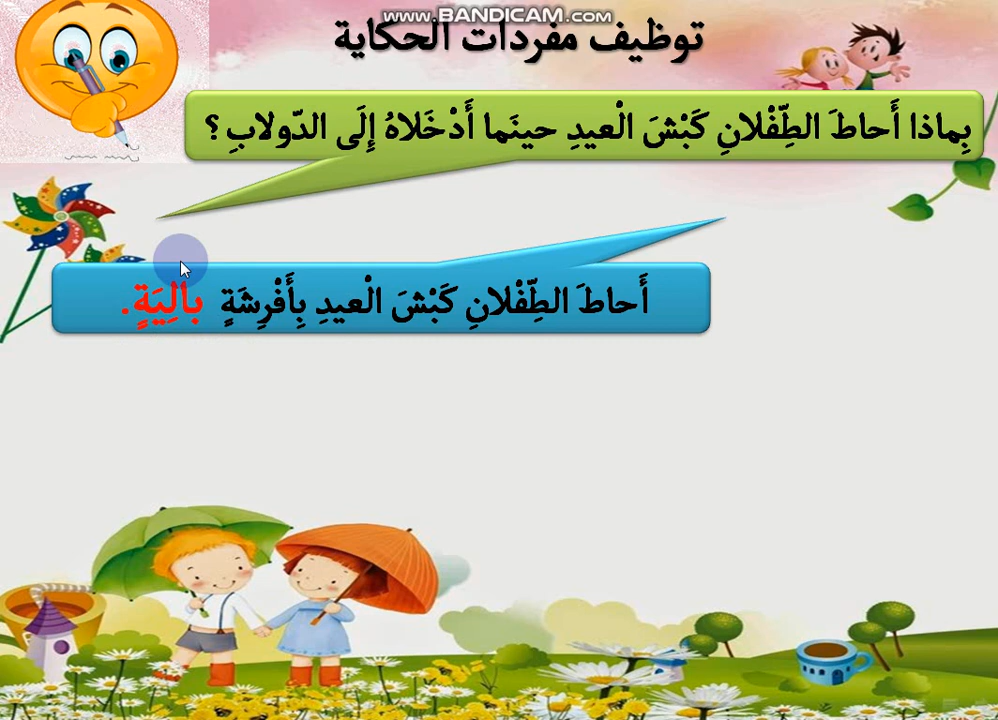 www.BANDICAM.com
توظيف مفردات الحكاية
بِماذا أَحاطَ الطِّفْلانِ كَبْشَ الْعيدِ حينَما أَدْخَلاهُ إِلَى الدّولابِ ؟
أَحاطَ الطِّفْلانِ كَبْشَ الْعيدِ بِأَفْرِشَةٍ بالِيَةٍ.